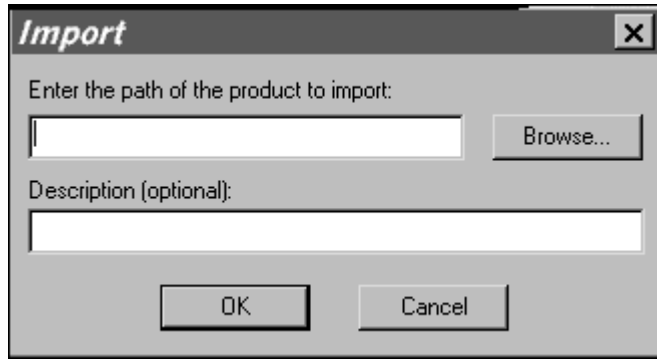 Import
Enter the path of the product to import:
Browse...
Description (optional):
OK
Cancel